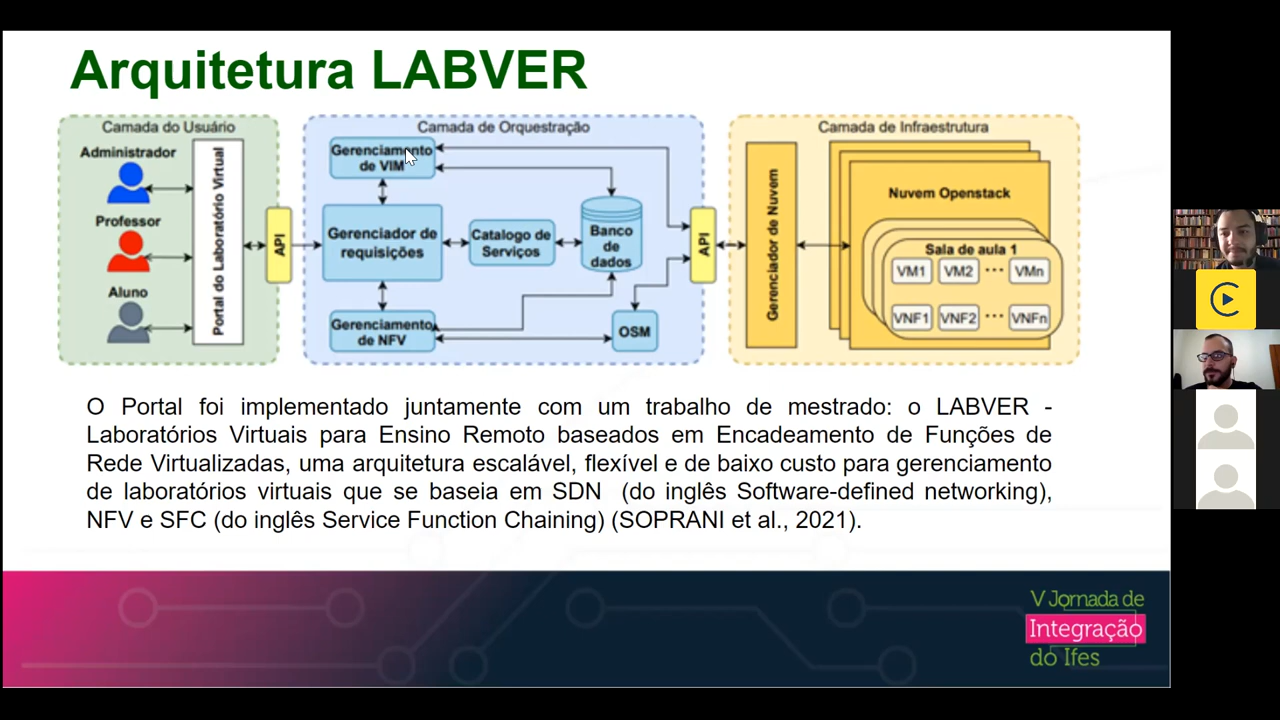 Arquitetura LABVER
Camada do Usuário
Administrador
Professor
Aluno
Portal do Laboratório Virtual
API
Camada de Orquestração
Gerenciamento
de VIM
Gerenciador de
requisições
Catalogo de
Serviços
Banco
de
dados
Gerenciamento
de NFV
OSM
API
Camada de Infraestrutura
Gerenciador de Nuvem
Nuvem Openstack
Sala de aula 1
VM1 VM2 ··· VMn
VNF1 VNF2 ··· VNFn
O Portal foi implementado juntamente com um trabalho de mestrado: o LABVER -
Laboratórios Virtuais para Ensino Remoto baseados em Encadeamento de Funções de
Rede Virtualizadas, uma arquitetura escalável, flexível e de baixo custo para gerenciamento
de laboratórios virtuais que se baseia em SDN (do inglês Software-defined networking),
NFV e SFC (do inglês Service Function Chaining) (SOPRANI et al., 2021).
V Jornada de
Integração
do Ifes